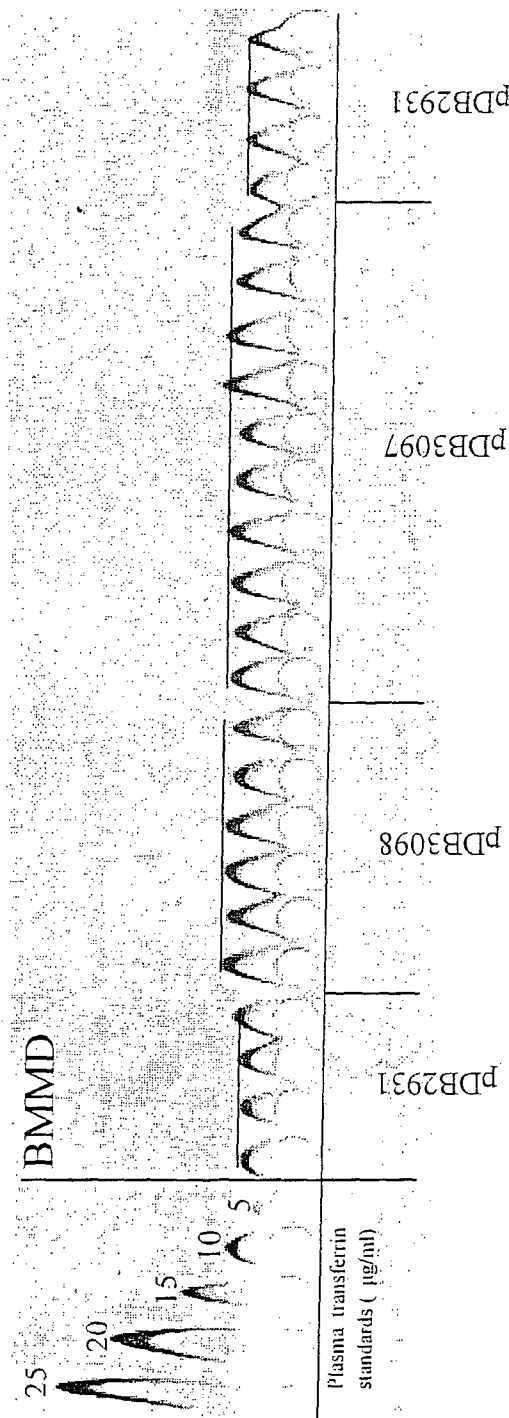 BMMD
25
20
15
10
5
Plasma transferrin
standards ( µg/ml)
pDB2931
pDB3098
pDB3097
pDB2931